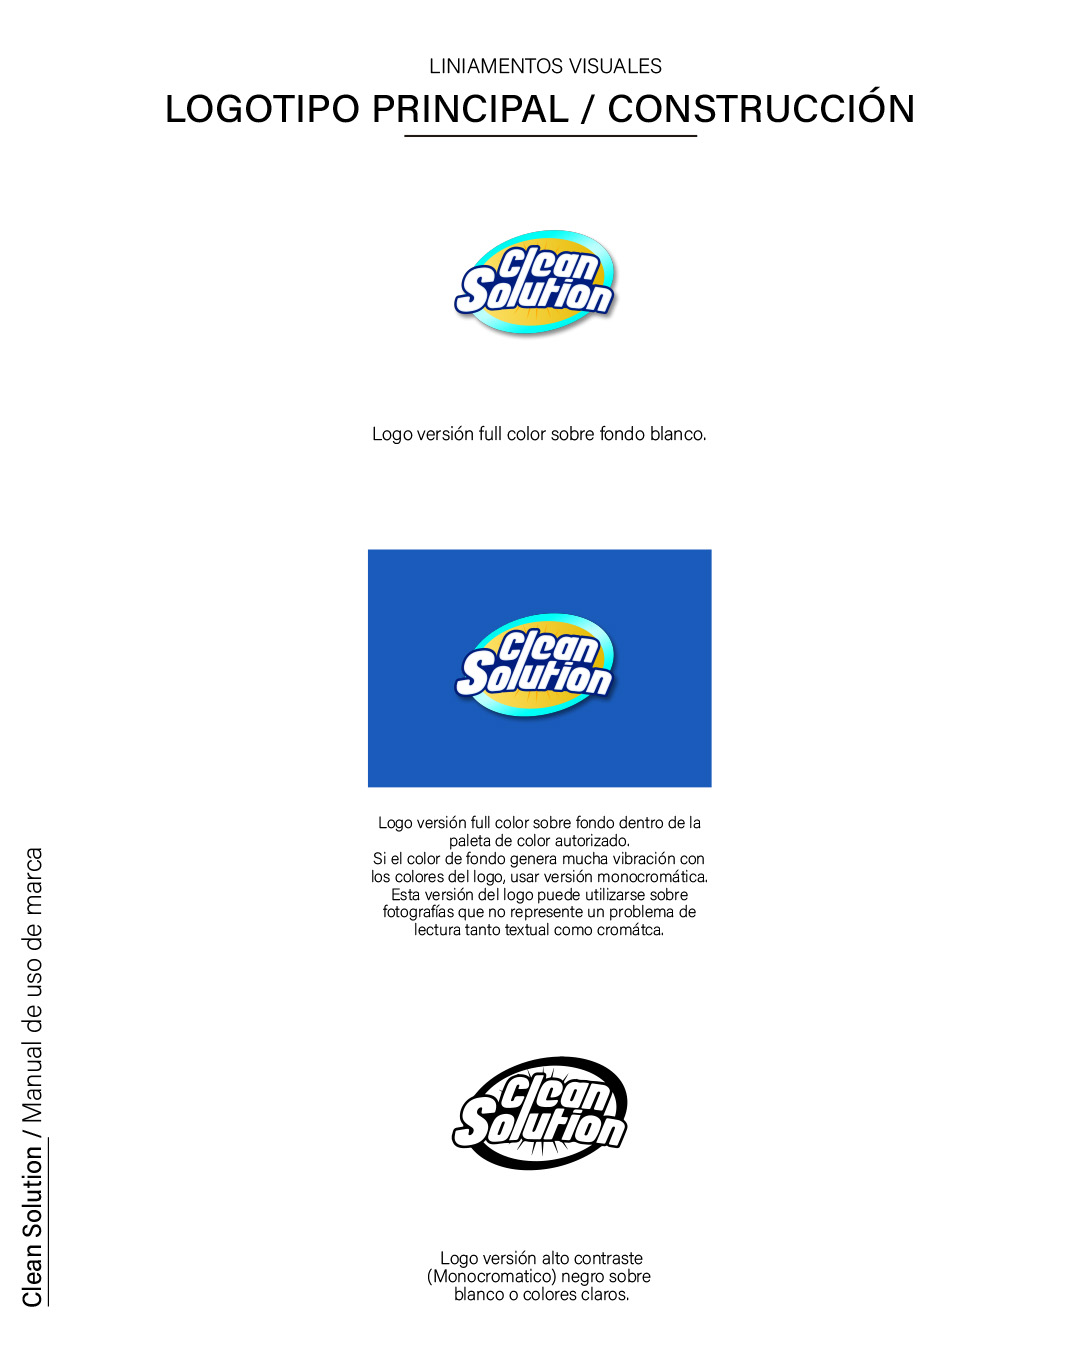 LINIAMENTOS VISUALES
LOGOTIPO PRINCIPAL / CONSTRUCCIÓN
Clean
Solution
Logo versión full color sobre fondo blanco.
Clean
Solution
Logo versión full color sobre fondo dentro de la
paleta de color autorizado.
Si el color de fondo genera mucha vibración con
los colores del logo, usar versión monocromática.
Esta versión del logo puede utilizarse sobre
fotografías que no represente un problema de
lectura tanto textual como cromátca.
Clean
Solution
Logo versión alto contraste
(Monocromatico) negro sobre
blanco o colores claros.
Clean Solution / Manual de uso de marca